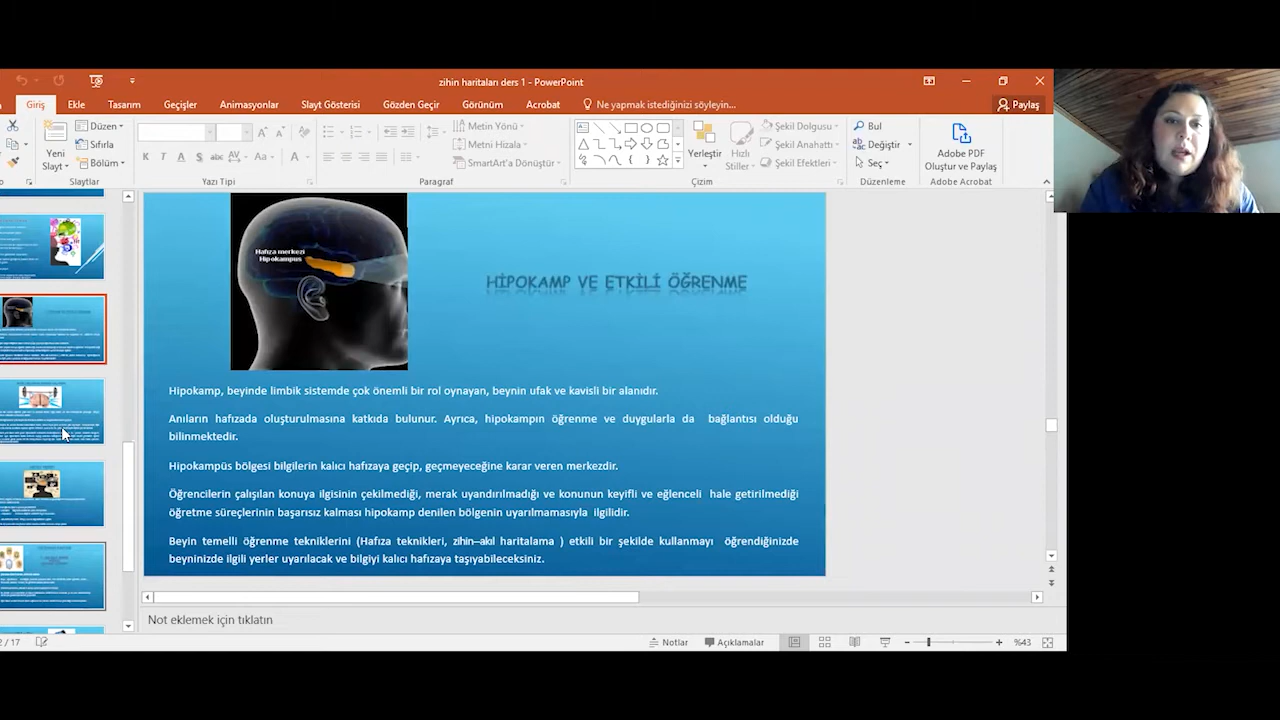 zihin haritaları ders 1 - PowerPoint
Giriş Ekle Tasarım Geçişler Animasyonlar Slayt Gösterisi Gözden Geçir Görünüm Acrobat Ne yapmak istediğinizi söyleyin... Paylaş
Yeni
Slayt
Düzen
Sıfırla
Bölüm
Slaytlar
K T A S abc AV Aa A
Yazı Tipi
Metin Yönü
Metni Hizala
SmartArt'a Dönüştür
Paragraf
Yerleştir
Hızlı
Stiller
Şekil Dolgusu
Şekil Anahattı
Şekil Efektleri
Çizim
Bul
Değiştir
Seç
Düzenleme
Adobe PDF
Oluştur ve Paylaş
Adobe Acrobat
Hafıza merkezi
Hipokampus
HİPOKAMP VE ETKİLİ ÖĞRENME
Hipokamp, beyinde limbik sistemde çok önemli bir rol oynayan, beynin ufak ve kavisli bir alanıdır.
Anıların hafızada oluşturulmasına katkıda bulunur. Ayrıca, hipokampın öğrenme ve duygularla da bağlantılı olduğu
bilinmektedir.
Hipokampüs bölgesi bilgilerin kalıcı hafızaya geçip, geçmeyeceğine karar veren merkezdir.
Öğrencilerin çalışılan konuya ilgisinin çekilmediği, merak uyandırılmadığı ve konunun keyifli ve eğlenceli hale getirilmediği
öğretme süreçlerinin başarısız kalması hipokamp denilen bölgenin uyarılmamasıyla ilgilidir.
Beyin temelli öğrenme tekniklerini (Hafıza teknikleri, zihin–akıl haritalama ) etkili bir şekilde kullanmayı öğrendiğinizde
beyninizde ilgili yerler uyarılacak ve bilgiyi kalıcı hafızaya taşıyabileceksiniz.
Not eklemek için tıklatın
/ 17 Notlar Açıklamalar %43